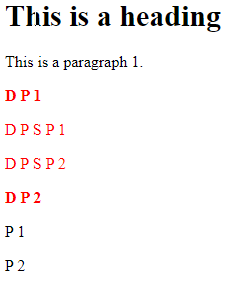 This is a heading
This is a paragraph 1.
D P 1
D P S P 1
D P S P 2
D P 2
P 1
P 2